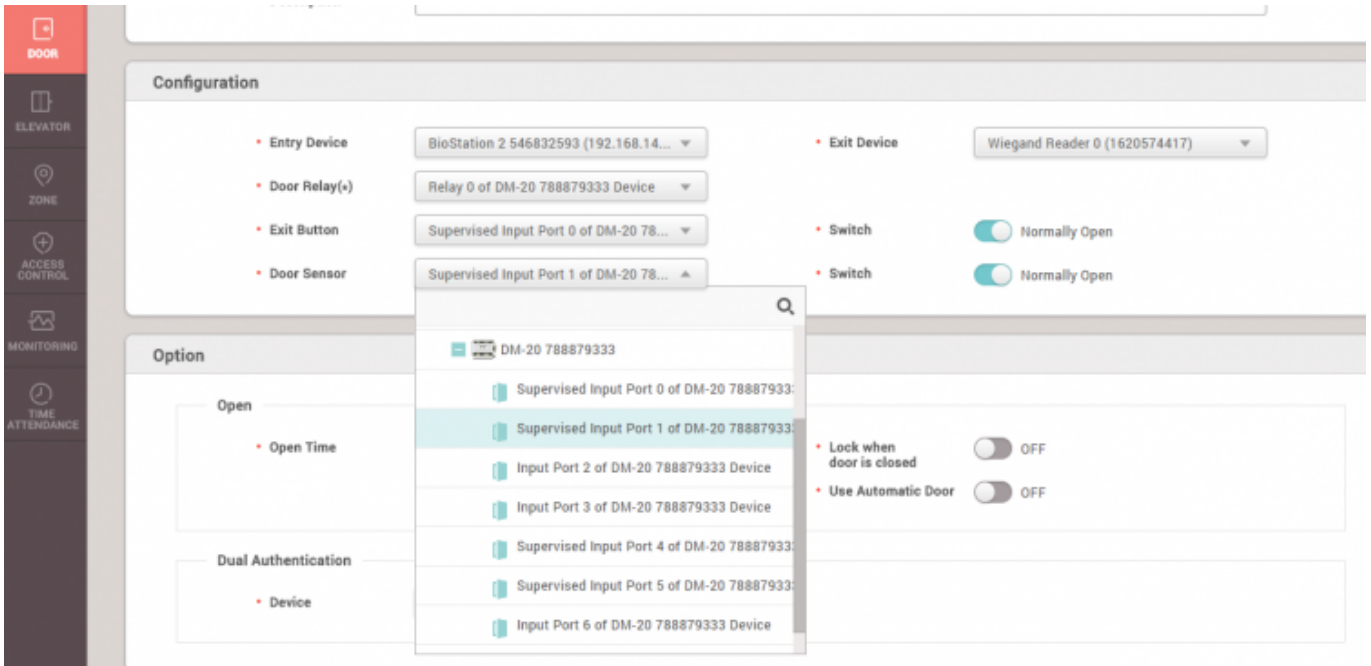 DOOR
ELEVATOR
ZONE
ACCESS
CONTROL
MONITORING
TIME
ATTENDANCE
Configuration
• Entry Device BioStation 2 546832593 (192.168.14... • Exit Device Wiegand Reader 0 (1620574417)
• Door Relay(*) Relay 0 of DM-20 788879333 Device
• Exit Button Supervised Input Port 0 of DM-20 78... • Switch Normally Open
• Door Sensor Supervised Input Port 1 of DM-20 78... • Switch Normally Open
DM-20 788879333
Supervised Input Port 0 of DM-20 788879333
Supervised Input Port 1 of DM-20 788879333
Input Port 2 of DM-20 788879333 Device
Input Port 3 of DM-20 788879333 Device
Supervised Input Port 4 of DM-20 788879333
Supervised Input Port 5 of DM-20 788879333
Input Port 6 of DM-20 788879333 Device
Option
Open
• Open Time
• Lock when
door is closed OFF
• Use Automatic Door OFF
Dual Authentication
• Device